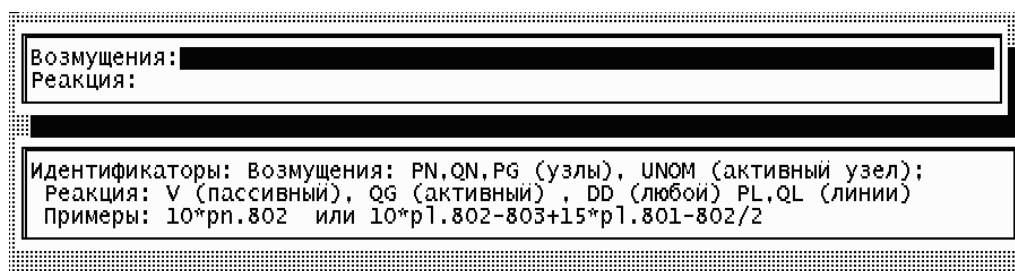 Возмущения:
Реакция:
Идентификаторы: Возмущения: PN,QN,PG (узлы), UNOM (активный узел);
Реакция: V (пассивный), QG (активный) , DD (любой) PL,QL (линии)
Примеры: 10*pn.802 или 10*pl.802-803+15*pl.801-802/2